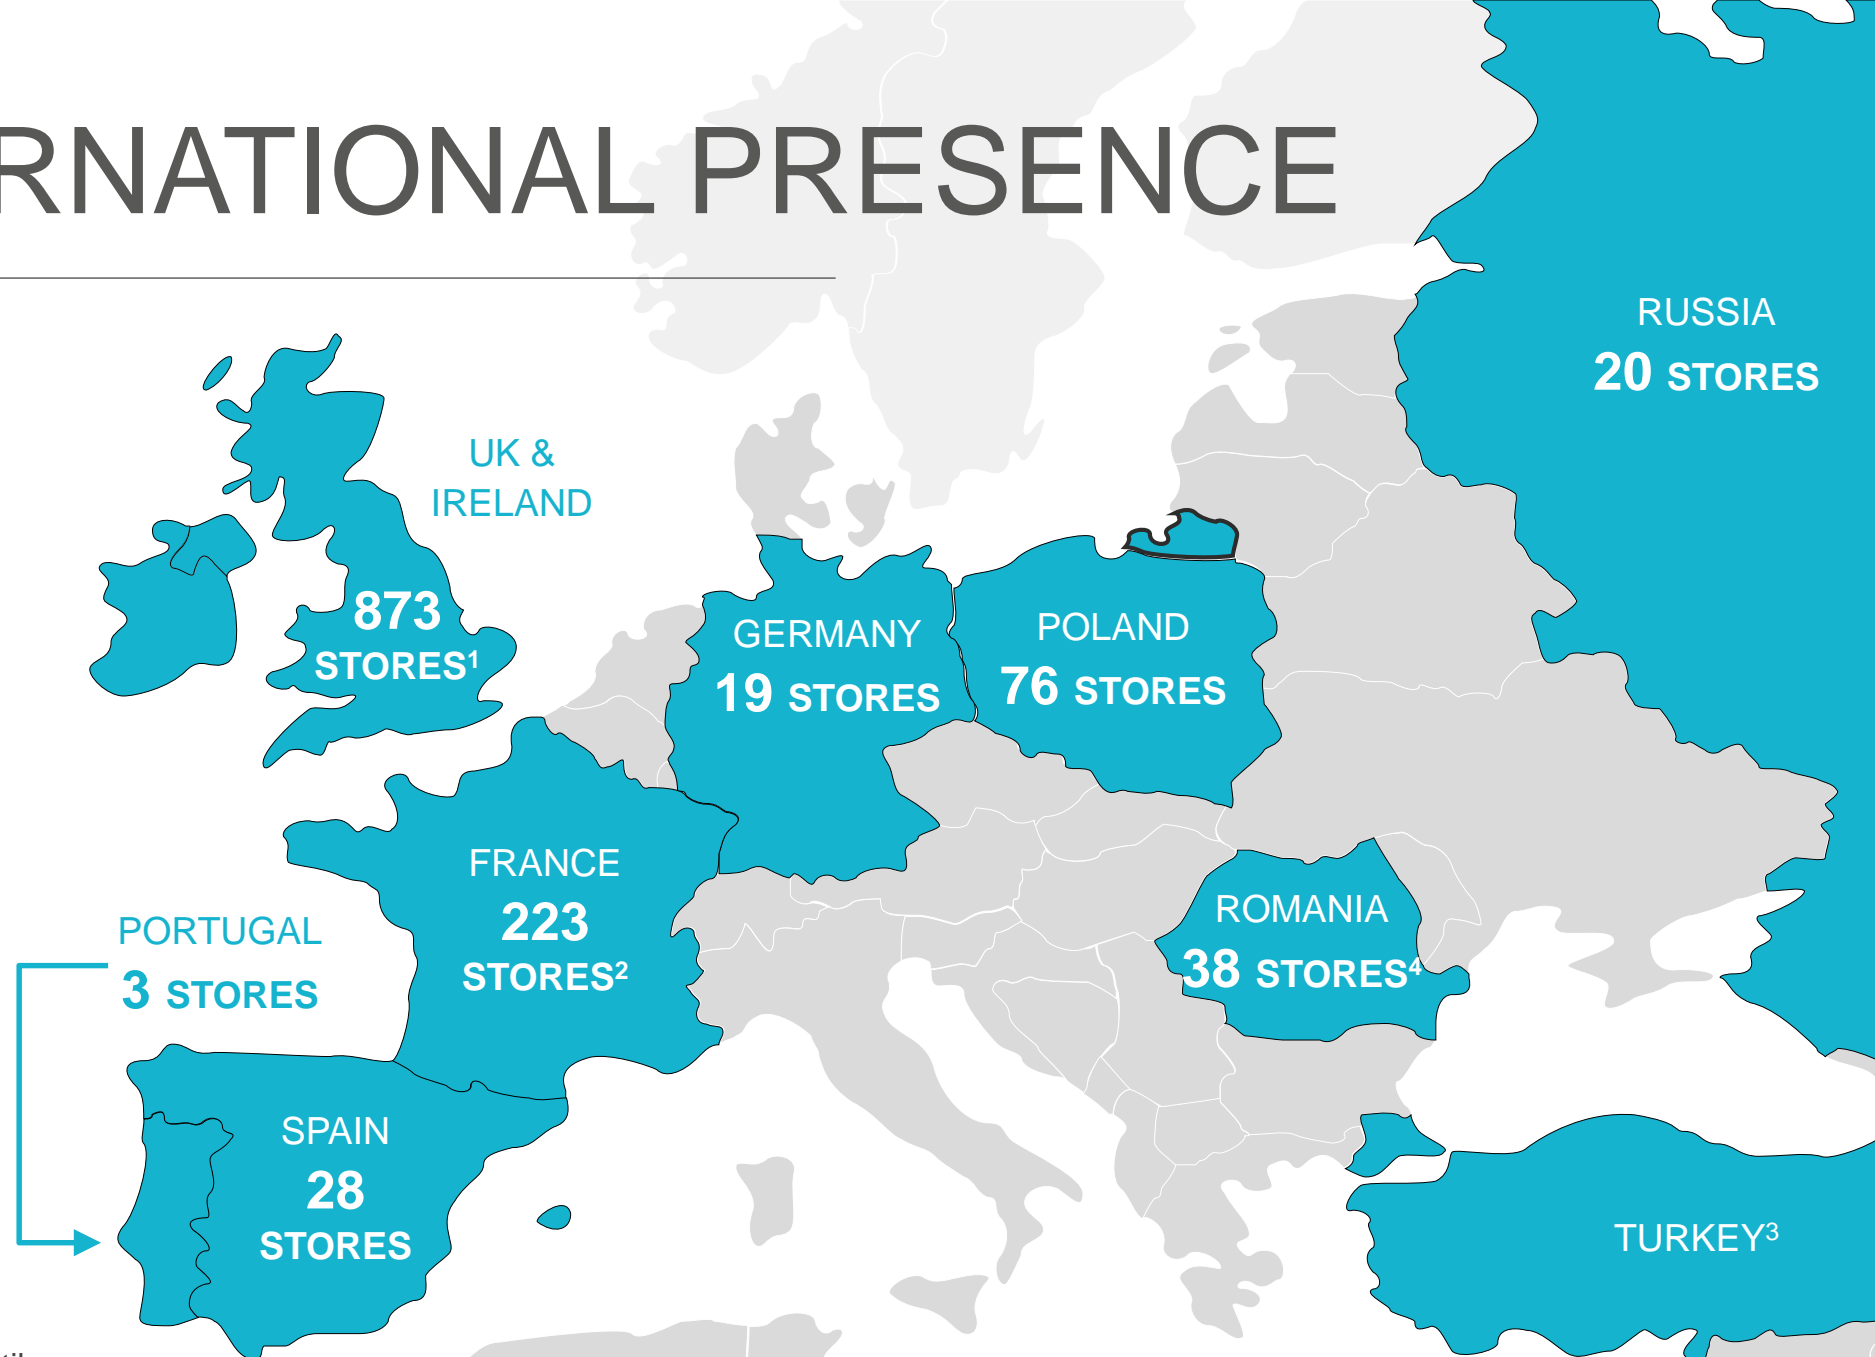 RNATIONAL PRESENCE
RUSSIA
20 STORES
UK &
IRELAND
873
STORES¹
GERMANY
19 STORES
POLAND
76 STORES
FRANCE
223
STORES²
ROMANIA
38 STORES⁴
PORTUGAL
3 STORES
SPAIN
28
STORES
TURKEY³